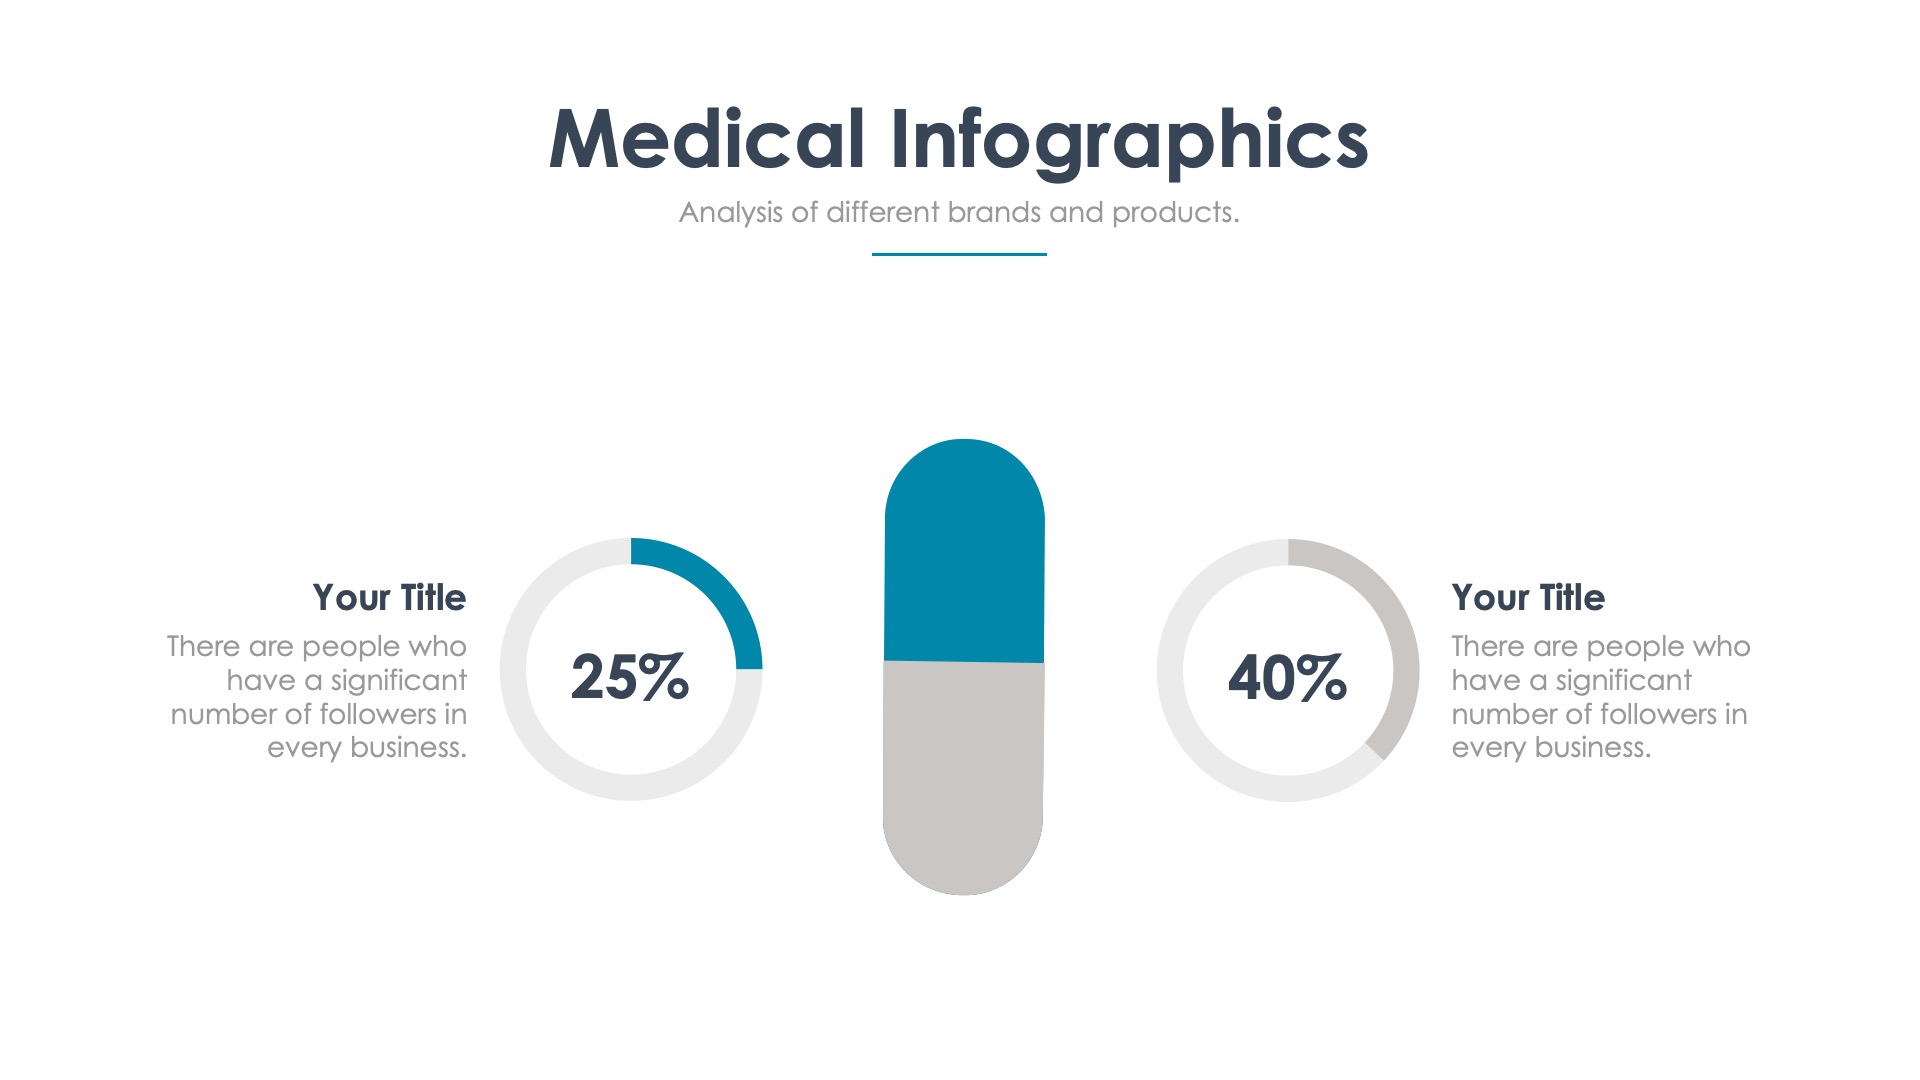 Medical Infographics
Analysis of different brands and products.
Your Title
There are people who
have a significant
number of followers in
every business.
25%
40%
Your Title
There are people who
have a significant
number of followers in
every business.